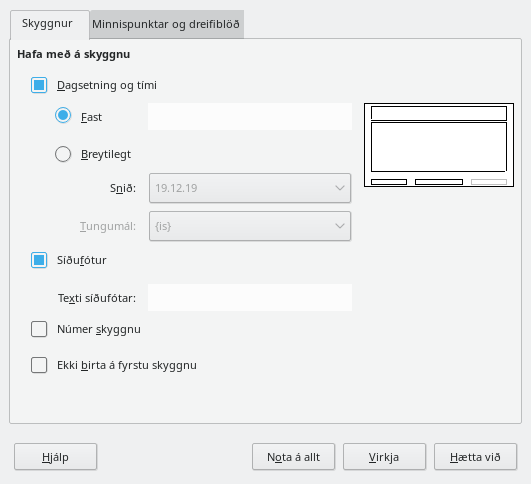 Skyggnur
Minnispunktar og dreifiblöð
Hafa með á skyggnu
Dagsetning og tími
Fast
Breytilegt
Snið:
19.12.19
Tungumál:
{is}
Síðufótur
Texti síðufótar:
Númer skyggnu
Ekki birta á fyrstu skyggnu
Hjálp
Nota á allt
Virkja
Hætta við